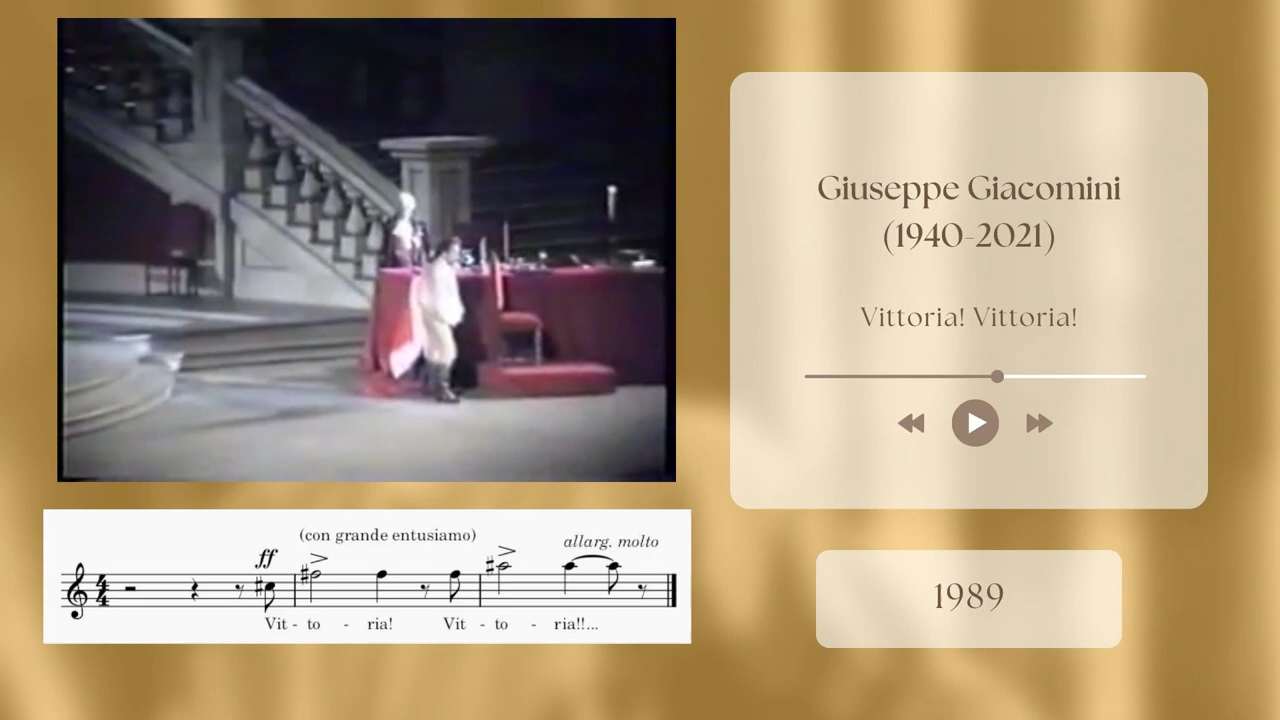 Giuseppe Giacomini
(1940-2021)
Vittoria! Vittoria!
1989
(con grande entusiamo)
ff
allarg. molto
Vit - to - ria! Vit - to - ria!!...